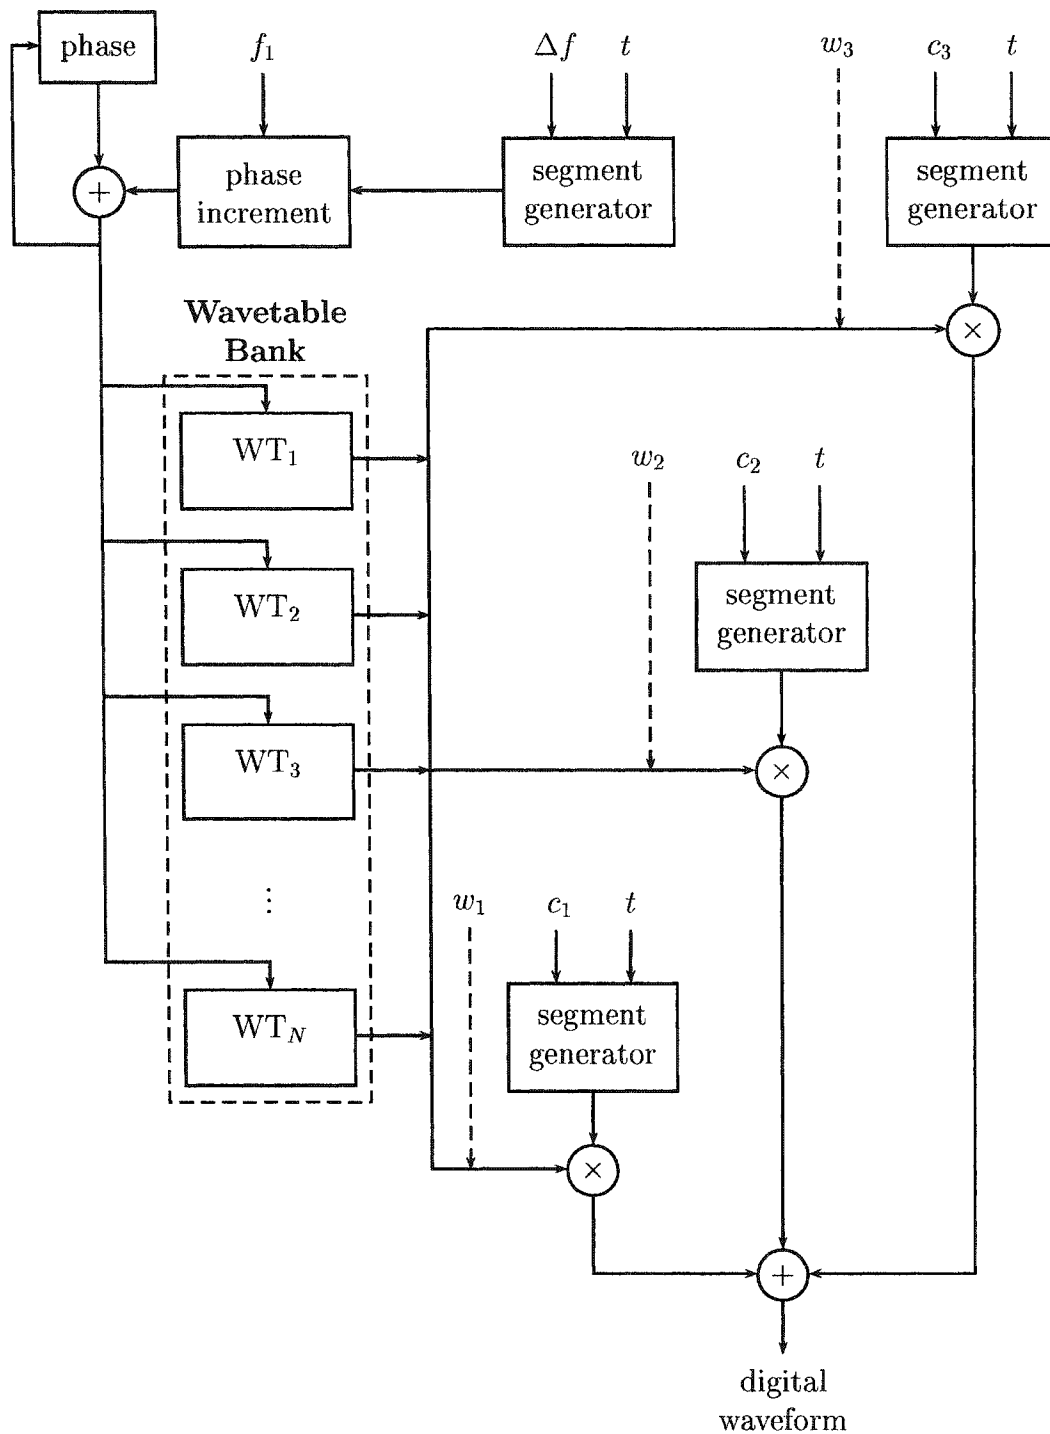 phase
f₁
Δf
t
w₃
c₃
t
phase
increment
segment
generator
segment
generator
+
Wavetable
Bank
×
WT₁
w₂
c₂
t
WT₂
segment
generator
WT₃
×
⋮
w₁
c₁
t
WT_N
segment
generator
×
+
digital
waveform